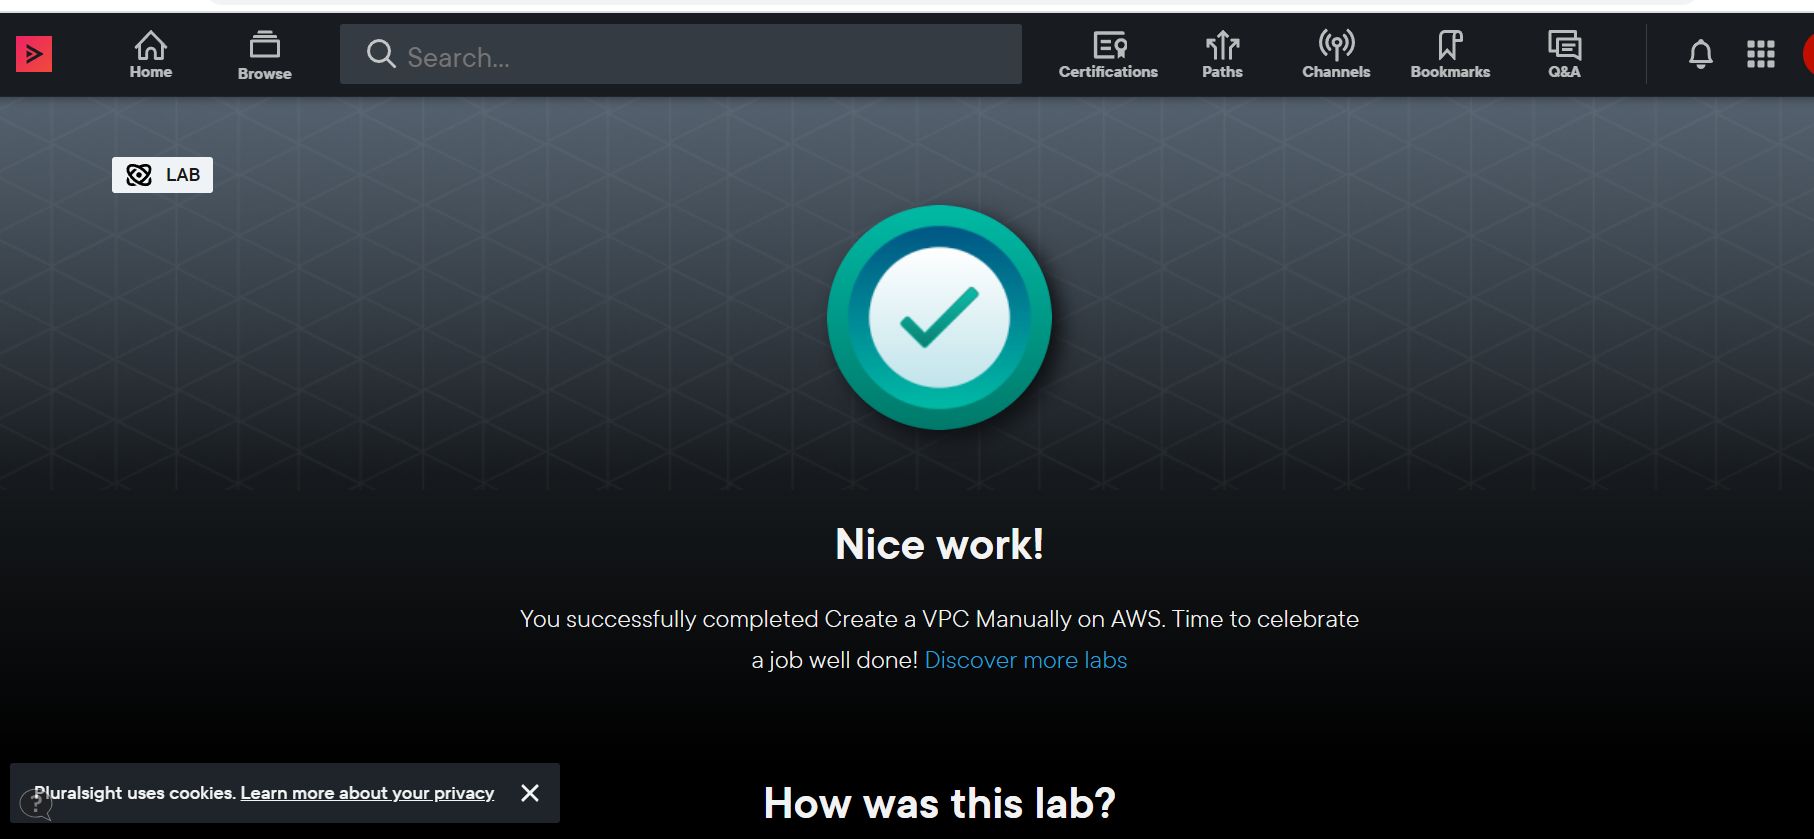 Home
Browse
Search...
Certifications
Paths
Channels
Bookmarks
Q&A
LAB
Nice work!
You successfully completed Create a VPC Manually on AWS. Time to celebrate
a job well done! Discover more labs
Pluralsight uses cookies. Learn more about your privacy
?
How was this lab?